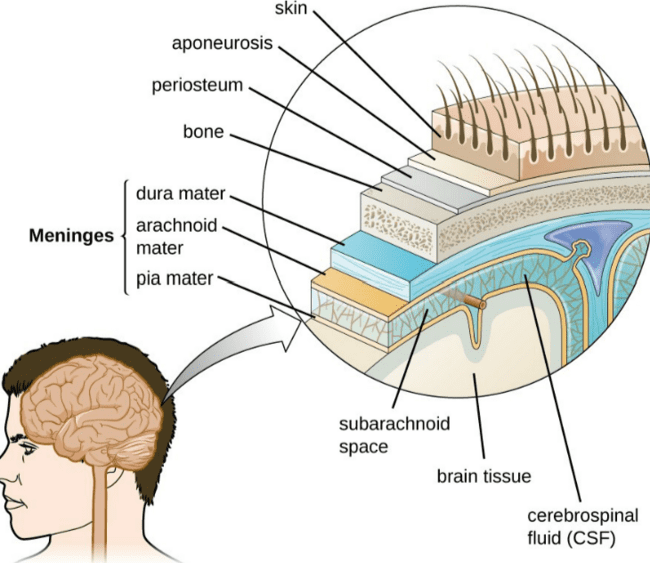 skin
aponeurosis
periosteum
bone
Meninges
dura mater
arachnoid
mater
pia mater
subarachnoid
space
brain tissue
cerebrospinal
fluid (CSF)